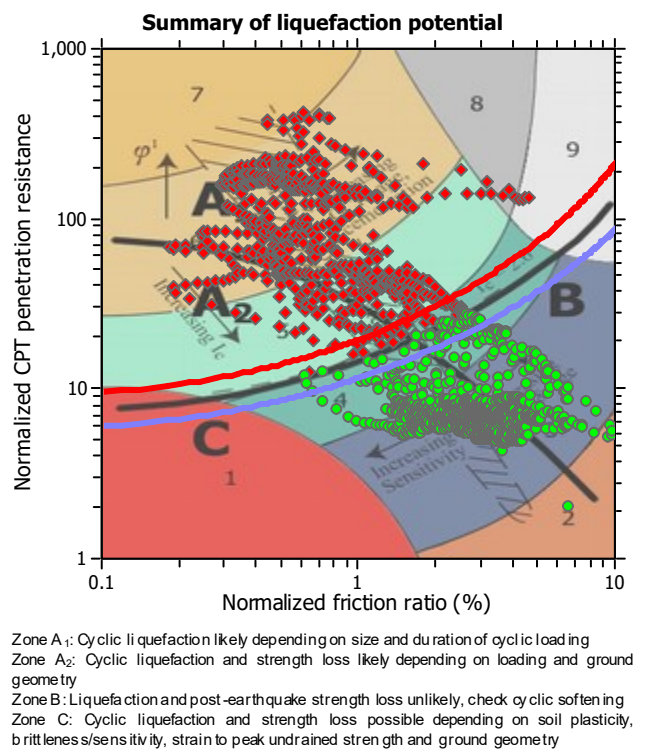 Summary of liquefaction potential
1,000
100
10
1
0.1
1
10
Normalized CPT penetration resistance
Normalized friction ratio (%)
7
8
9
φ'
A
A2
B
C
Increasing Ic
5
4
1
2
Increasing
Sensitivity
Zone A1: Cyclic liquefaction likely depending on size and duration of cyclic loading
Zone A2: Cyclic liquefaction and strength loss likely depending on loading and ground
geometry
Zone B: Liquefaction and post-earthquake strength loss unlikely, check cyclic softening
Zone C: Cyclic liquefaction and strength loss possible depending on soil plasticity,
brittleness/sensitivity, strain to peak undrained strength and ground geometry